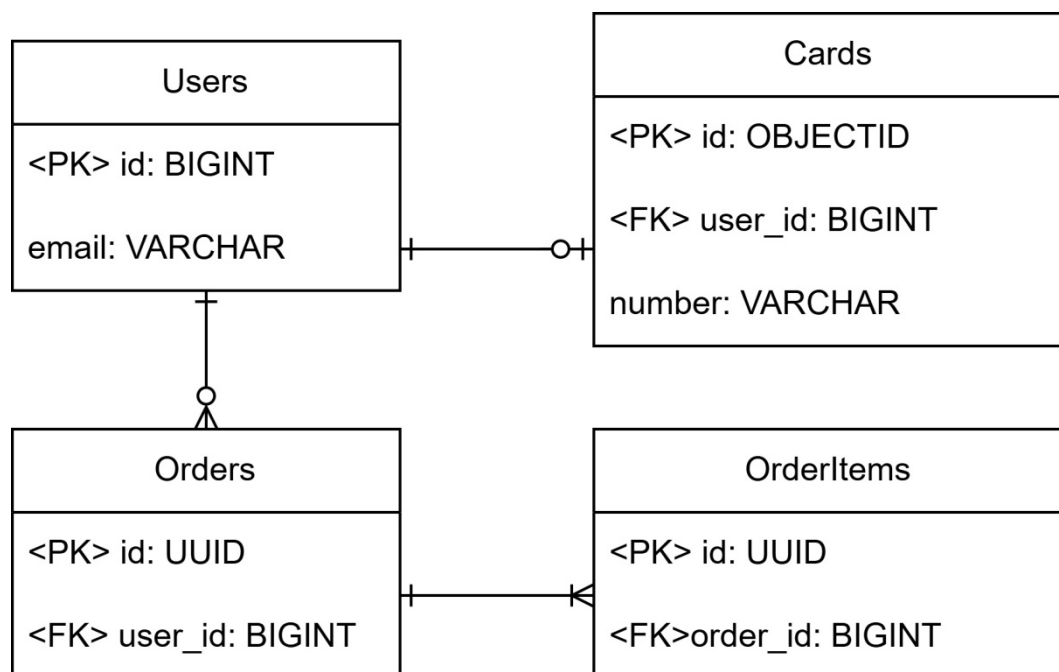 Users
<PK> id: BIGINT
email: VARCHAR
Cards
<PK> id: OBJECTID
<FK> user_id: BIGINT
number: VARCHAR
Orders
<PK> id: UUID
<FK> user_id: BIGINT
OrderItems
<PK> id: UUID
<FK>order_id: BIGINT